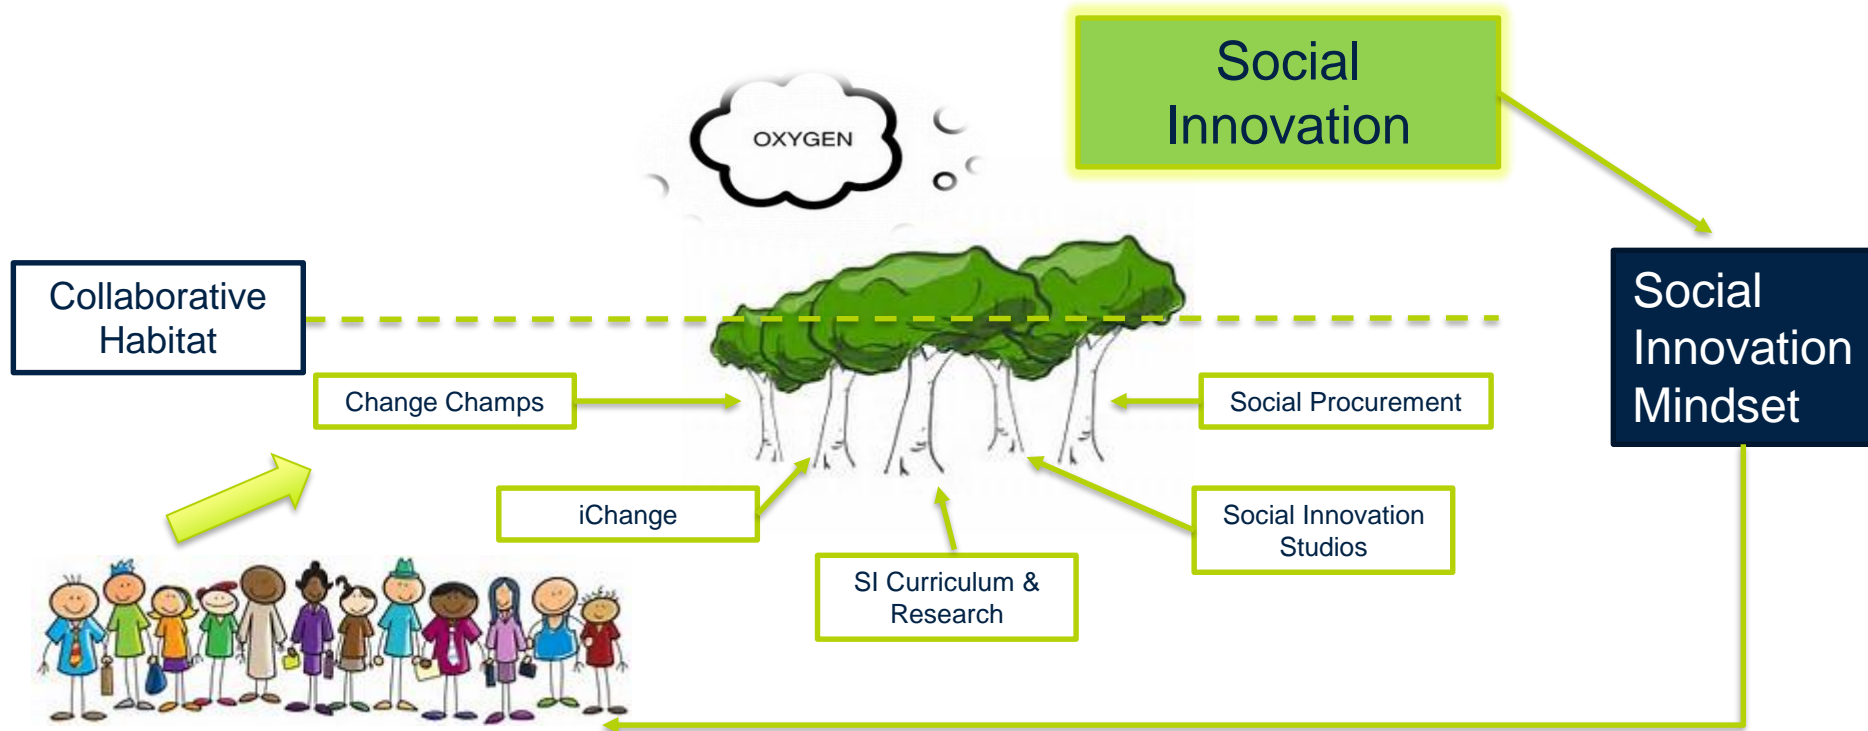 Social
Innovation
OXYGEN
Collaborative
Habitat
Social
Innovation
Mindset
Change Champs
Social Procurement
iChange
Social Innovation
Studios
SI Curriculum &
Research